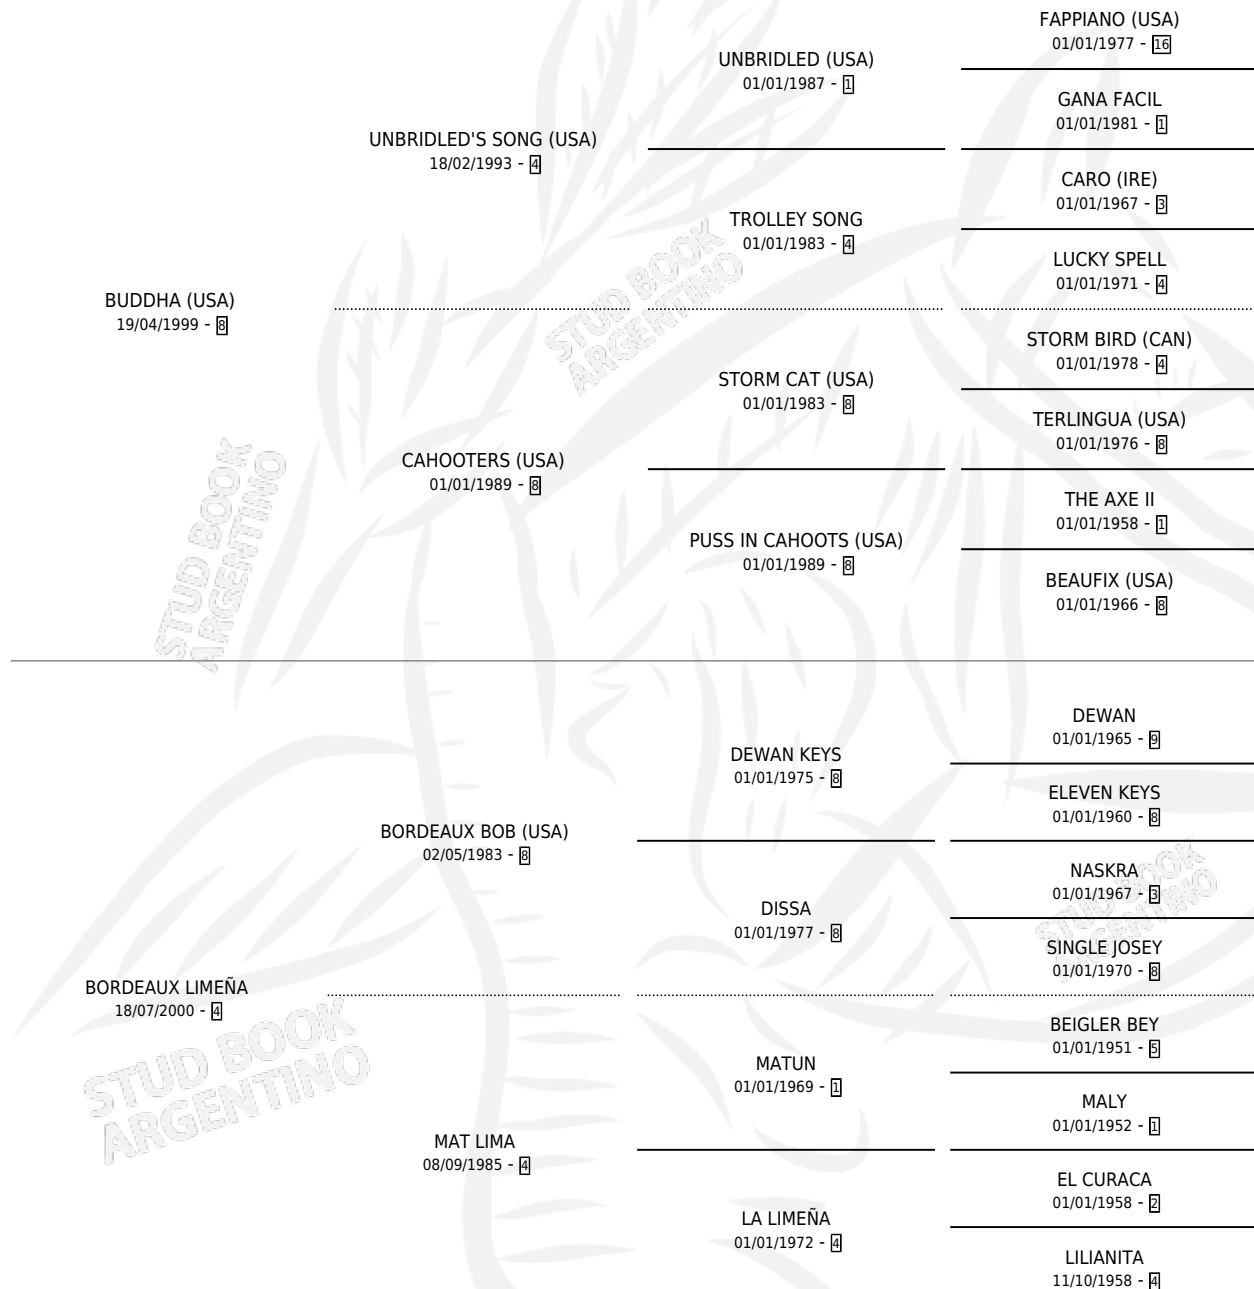 FAPPIANO (USA)
01/01/1977 - 16
UNBRIDLED (USA)
01/01/1987 - 1
GANA FACIL
01/01/1981 - 1
UNBRIDLED'S SONG (USA)
18/02/1993 - 4
CARO (IRE)
01/01/1967 - 3
TROLLEY SONG
01/01/1983 - 4
LUCKY SPELL
01/01/1971 - 4
BUDDHA (USA)
19/04/1999 - 8
STORM BIRD (CAN)
01/01/1978 - 4
STORM CAT (USA)
01/01/1983 - 8
TERLINGUA (USA)
01/01/1976 - 8
CAHOOTERS (USA)
01/01/1989 - 8
THE AXE II
01/01/1958 - 1
PUSS IN CAHOOTS (USA)
01/01/1989 - 8
BEAUFIX (USA)
01/01/1966 - 8
DEWAN
01/01/1965 - 9
DEWAN KEYS
01/01/1975 - 8
ELEVEN KEYS
01/01/1960 - 8
BORDEAUX BOB (USA)
02/05/1983 - 8
NASKRA
01/01/1967 - 3
DISSA
01/01/1977 - 8
SINGLE JOSEY
01/01/1970 - 8
BORDEAUX LIMEÑA
18/07/2000 - 4
BEIGLER BEY
01/01/1951 - 5
MATUN
01/01/1969 - 1
MALY
01/01/1952 - 1
MAT LIMA
08/09/1985 - 4
EL CURACA
01/01/1958 - 2
LA LIMEÑA
01/01/1972 - 4
LILIANITA
11/10/1958 - 4
STUD BOOK
ARGENTINO
STUD BOOK
ARGENTINO
STUD BOOK
ARGENTINO
STUD BOOK
ARGENTINO